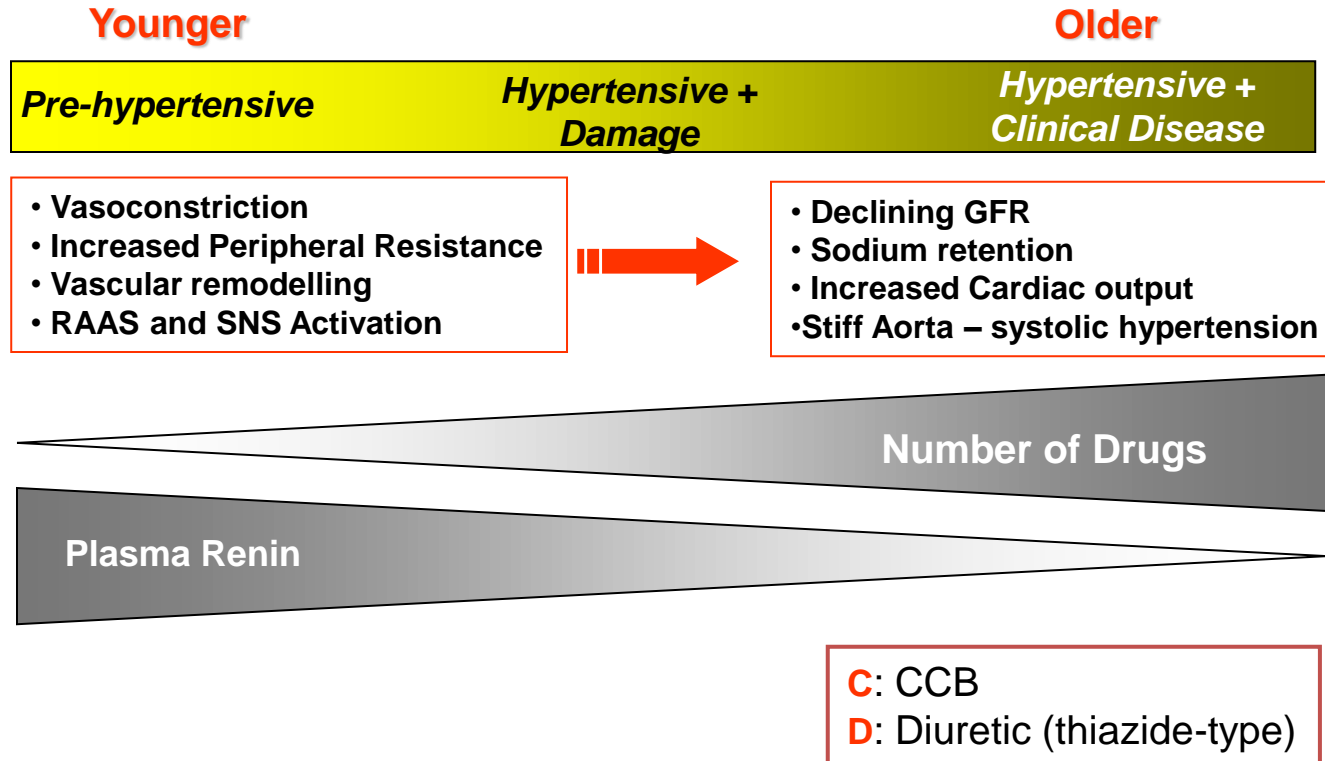 Younger
Older
Pre-hypertensive
Hypertensive +
Damage
Hypertensive +
Clinical Disease
• Vasoconstriction
• Increased Peripheral Resistance
• Vascular remodelling
• RAAS and SNS Activation
• Declining GFR
• Sodium retention
• Increased Cardiac output
•Stiff Aorta – systolic hypertension
Number of Drugs
Plasma Renin
C: CCB
D: Diuretic (thiazide-type)